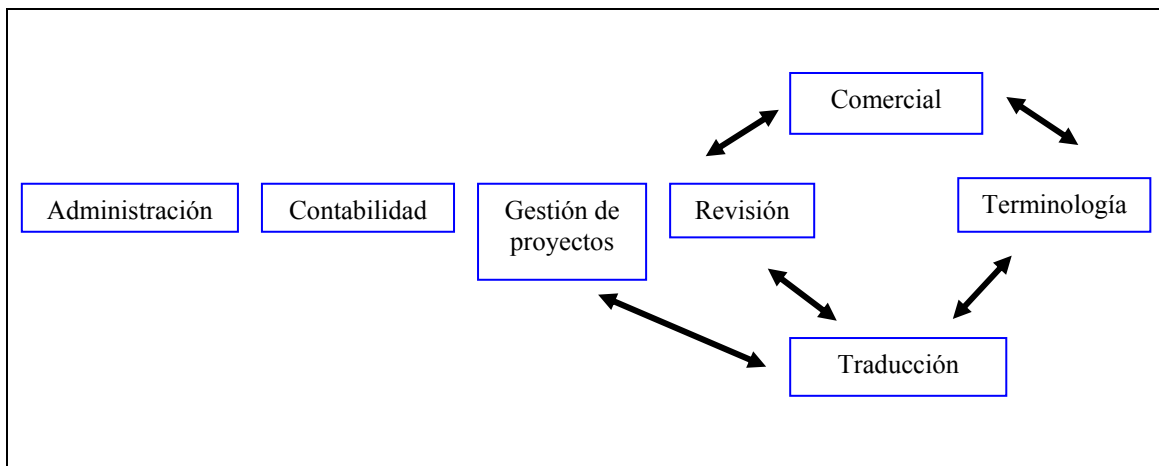 Comercial
Administración
Contabilidad
Gestión de
proyectos
Revisión
Terminología
Traducción